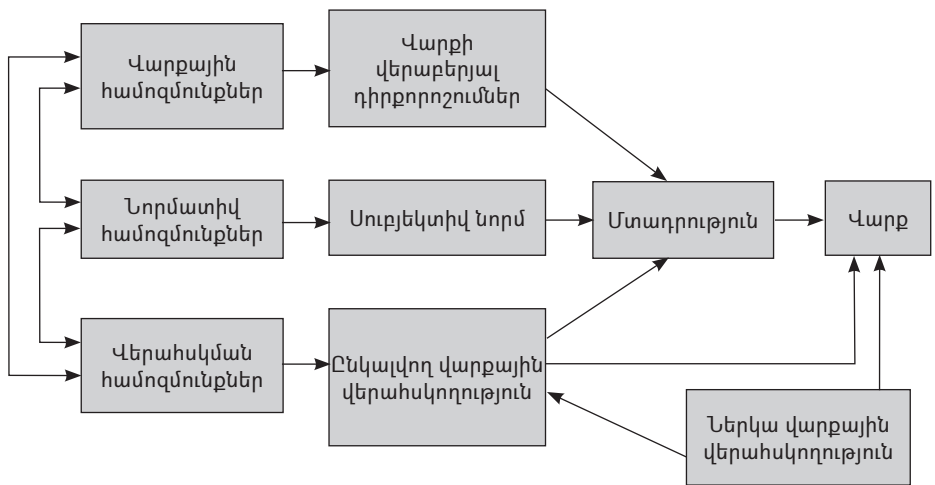 Վարքային
համոզմունքներ
Վարքի
վերաբերյալ
դիրքորոշումներ
Նորմատիվ
համոզմունքներ
Սուբյեկտիվ նորմ
Մտադրություն
Վարք
Վերահսկման
համոզմունքներ
Ընկալվող վարքային
վերահսկողություն
Ներկա վարքային
վերահսկողություն